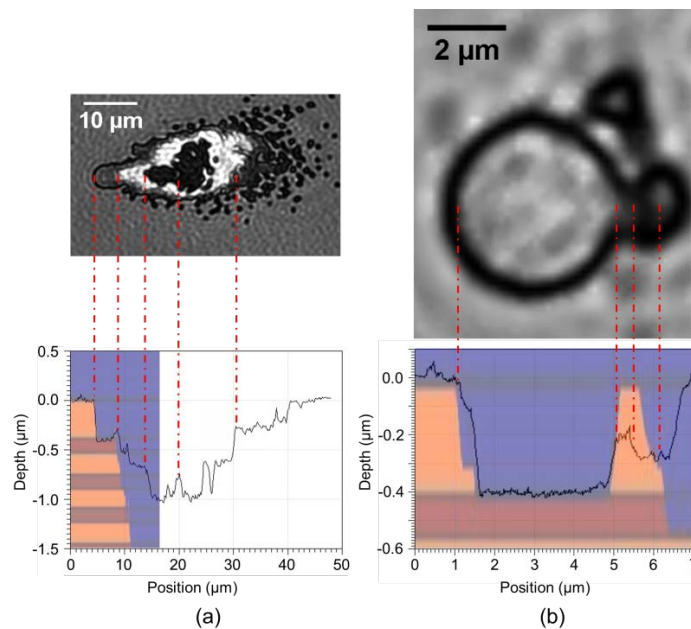 10 µm
2 µm
0.5
0.0
-0.5
-1.0
-1.5
Depth (µm)
0 10 20 30 40 50
Position (µm)
(a)
0.0
-0.2
-0.4
-0.6
Depth (µm)
0 1 2 3 4 5 6
Position (µm)
(b)